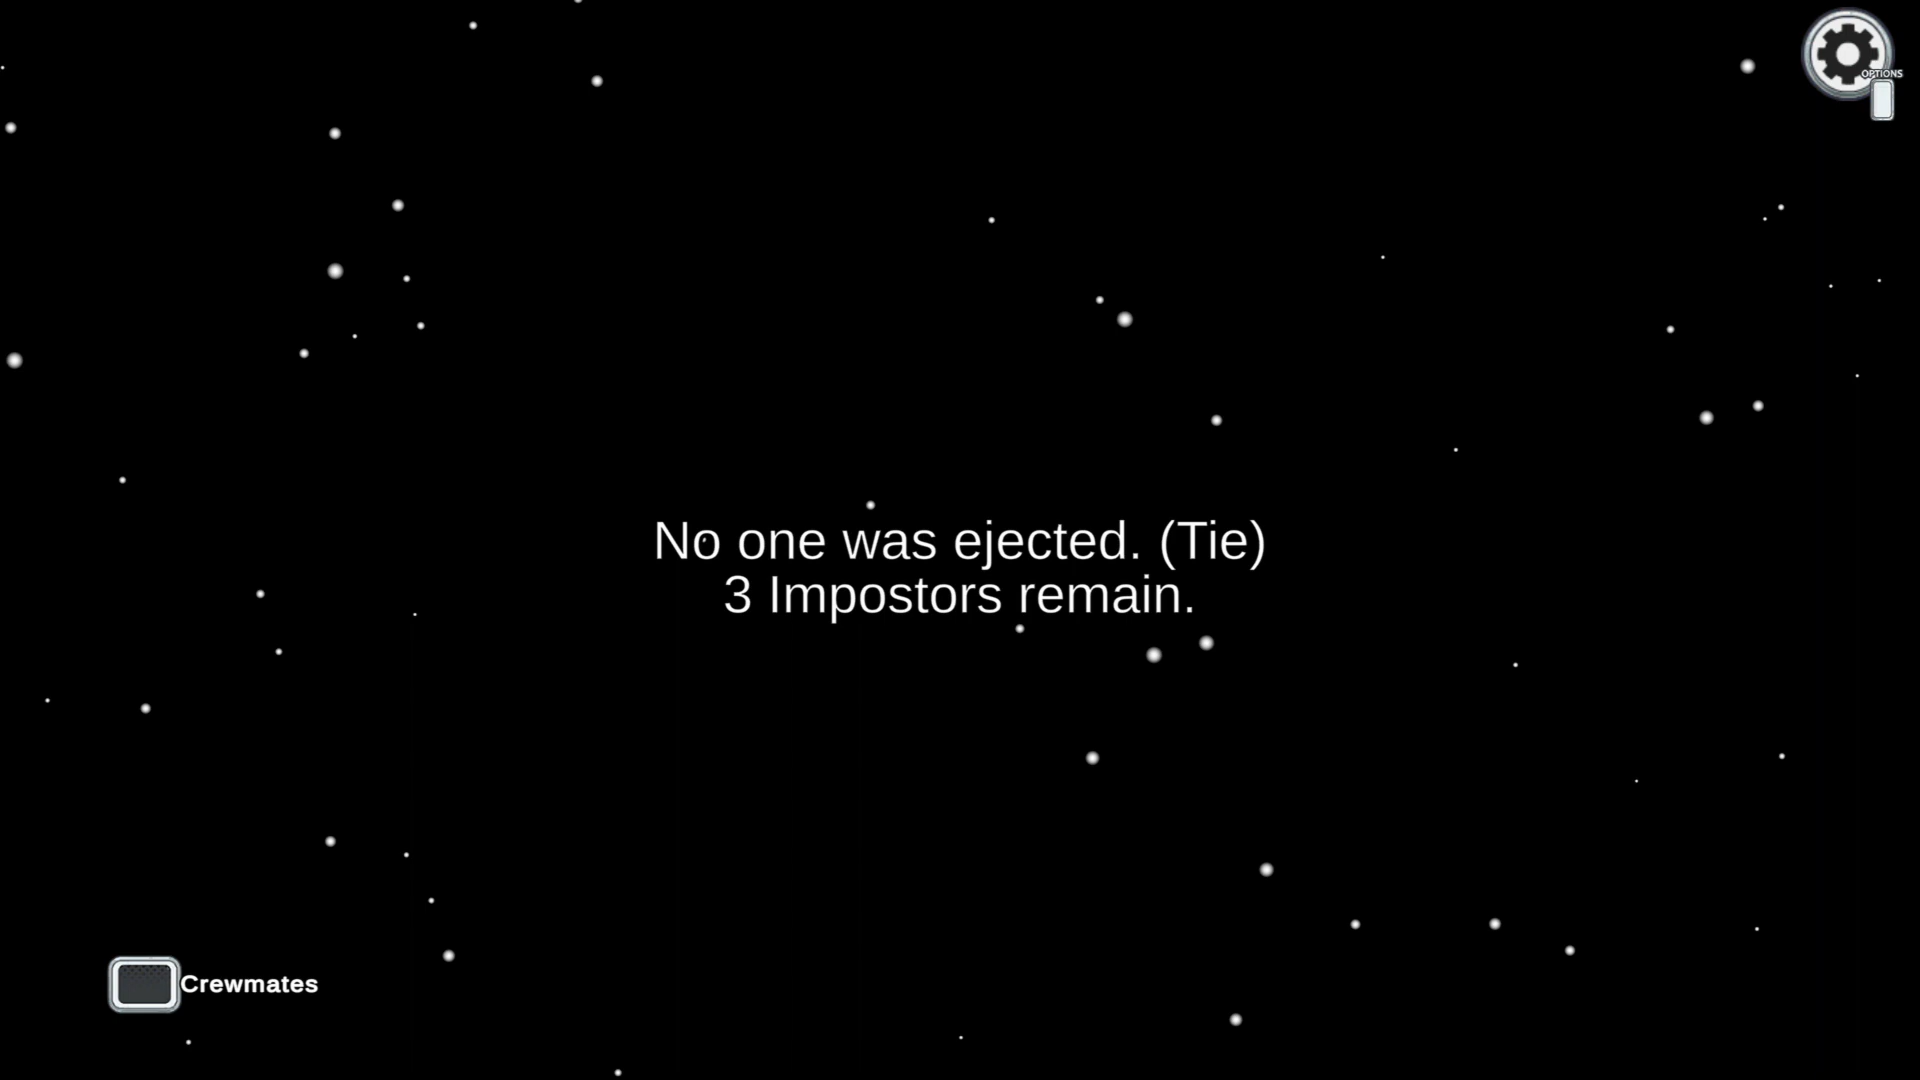 OPTIONS
No one was ejected. (Tie)
3 Impostors remain.
Crewmates